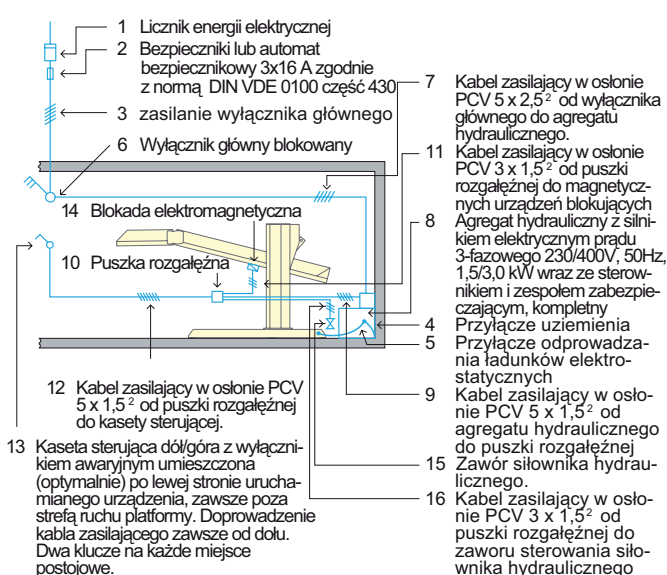 1 Licznik energii elektrycznej
2 Bezpieczniki lub automat
bezpiecznikowy 3x16 A zgodnie
z normą DIN VDE 0100 część 430
3 zasilanie wyłącznika głównego
6 Wyłącznik główny blokowany
14 Blokada elektromagnetyczna
10 Puszka rozgałęźna
12 Kabel zasilający w osłonie PCV
5 x 1,5² od puszki rozgałęźnej
do kasety sterującej.
13 Kaseta sterująca dół/góra z wyłączni-
kiem awaryjnym umieszczona
(optymalnie) po lewej stronie urucha-
mianego urządzenia, zawsze poza
strefą ruchu platformy. Doprowadzenie
kabla zasilającego zawsze od dołu.
Dwa klucze na każde miejsce
postojowe.
7 Kabel zasilający w osłonie
PCV 5 x 2,5² od wyłącznika
głównego do agregatu
hydraulicznego.
11 Kabel zasilający w osłonie
PCV 3 x 1,5² od puszki
rozgałęźnej do magnetycz-
nych urządzeń blokujących
8 Agregat hydrauliczny z silni-
kiem elektrycznym prądu
3-fazowego 230/400V, 50Hz,
1,5/3,0 kW wraz ze sterow-
nikiem i zespołem zabezpie-
czającym, kompletny
4 Przyłącze uziemienia
5 Przyłącze odprowadza-
nia ładunków elektro-
statycznych
9 Kabel zasilający w osło-
nie PCV 5 x 1,5² od
agregatu hydraulicznego
do puszki rozgałęźnej
15 Zawór siłownika hydrau-
licznego.
16 Kabel zasilający w osło-
nie PCV 3 x 1,5² od
puszki rozgałęźnej do
zaworu sterowania siło-
wnika hydraulicznego